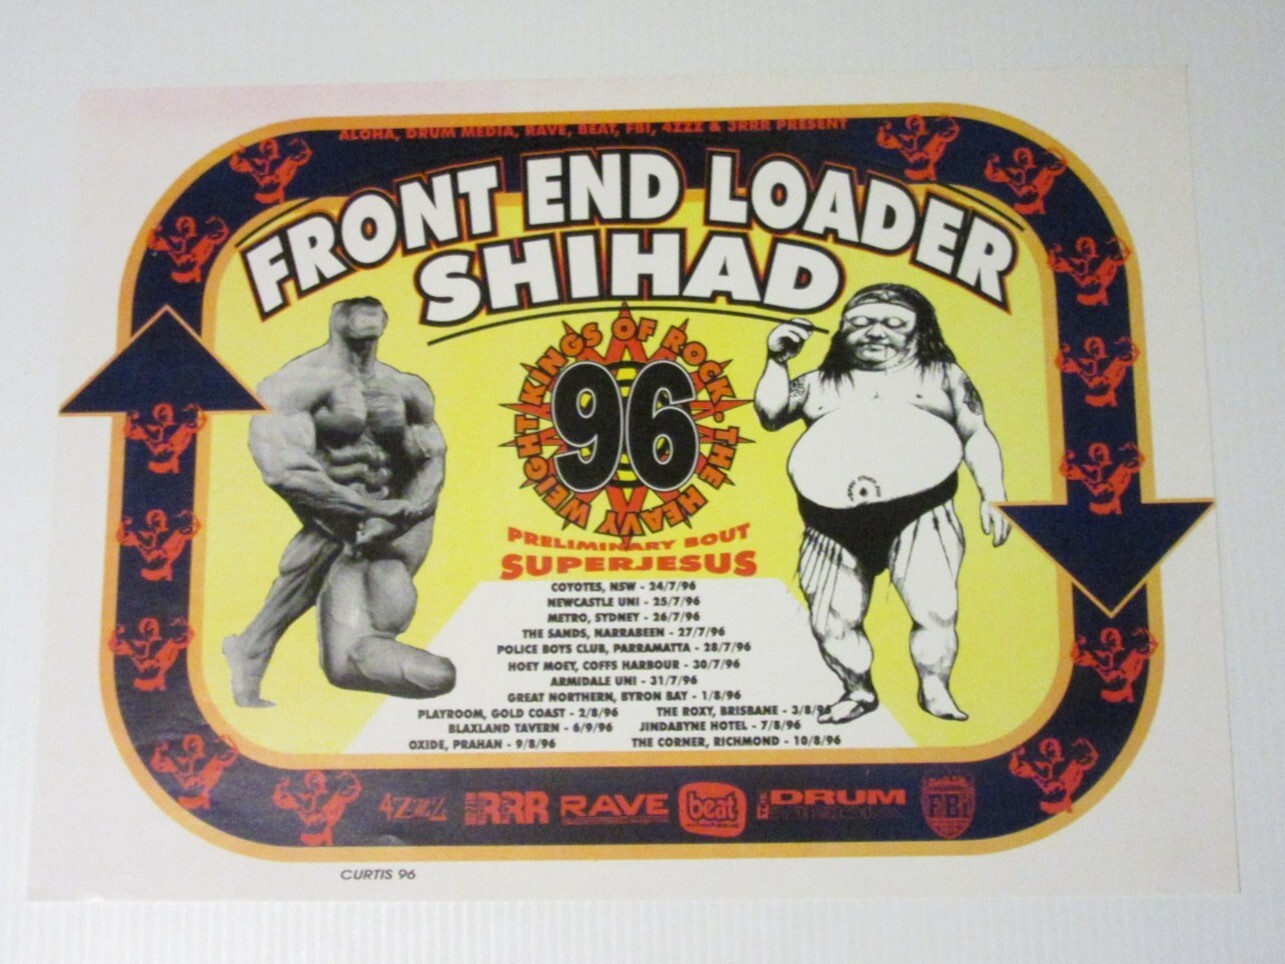 ALOHA, DRUM MEDIA, RAVE, BEAT, FBI, 4ZZZ & 3RRR PRESENT
FRONT END LOADER
SHIHAD
KINGS OF ROCK • THE HEAVY WEIGHT
96
PRELIMINARY BOUT
SUPERJESUS
COYOTES, NSW - 24/7/96
NEWCASTLE UNI - 25/7/96
METRO, SYDNEY - 26/7/96
THE SANDS, NARRABEEN - 27/7/96
POLICE BOYS CLUB, PARRAMATTA - 28/7/96
HOEY MOEY, COFFS HARBOUR - 30/7/96
ARMIDALE UNI - 31/7/96
GREAT NORTHERN, BYRON BAY - 1/8/96
PLAYROOM, GOLD COAST - 2/8/96 THE ROXY, BRISBANE - 3/8/96
BLAXLAND TAVERN - 6/9/96 JINDABYNE HOTEL - 7/8/96
OXIDE, PRAHAN - 9/8/96 THE CORNER, RICHMOND - 10/8/96
4ZZZ RRR RAVE beat THE DRUM FBI
CURTIS 96